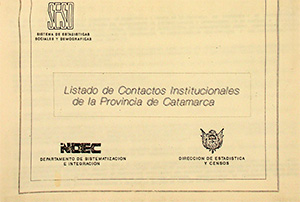 SESD
SISTEMA DE ESTADISTICAS
SOCIALES Y DEMOGRAFICAS
Listado de Contactos Institucionales
de la Provincia de Catamarca
INDEC
DEPARTAMENTO DE SISTEMATIZACION
E INTEGRACION
DIRECCION DE ESTADISTICA
Y CENSOS